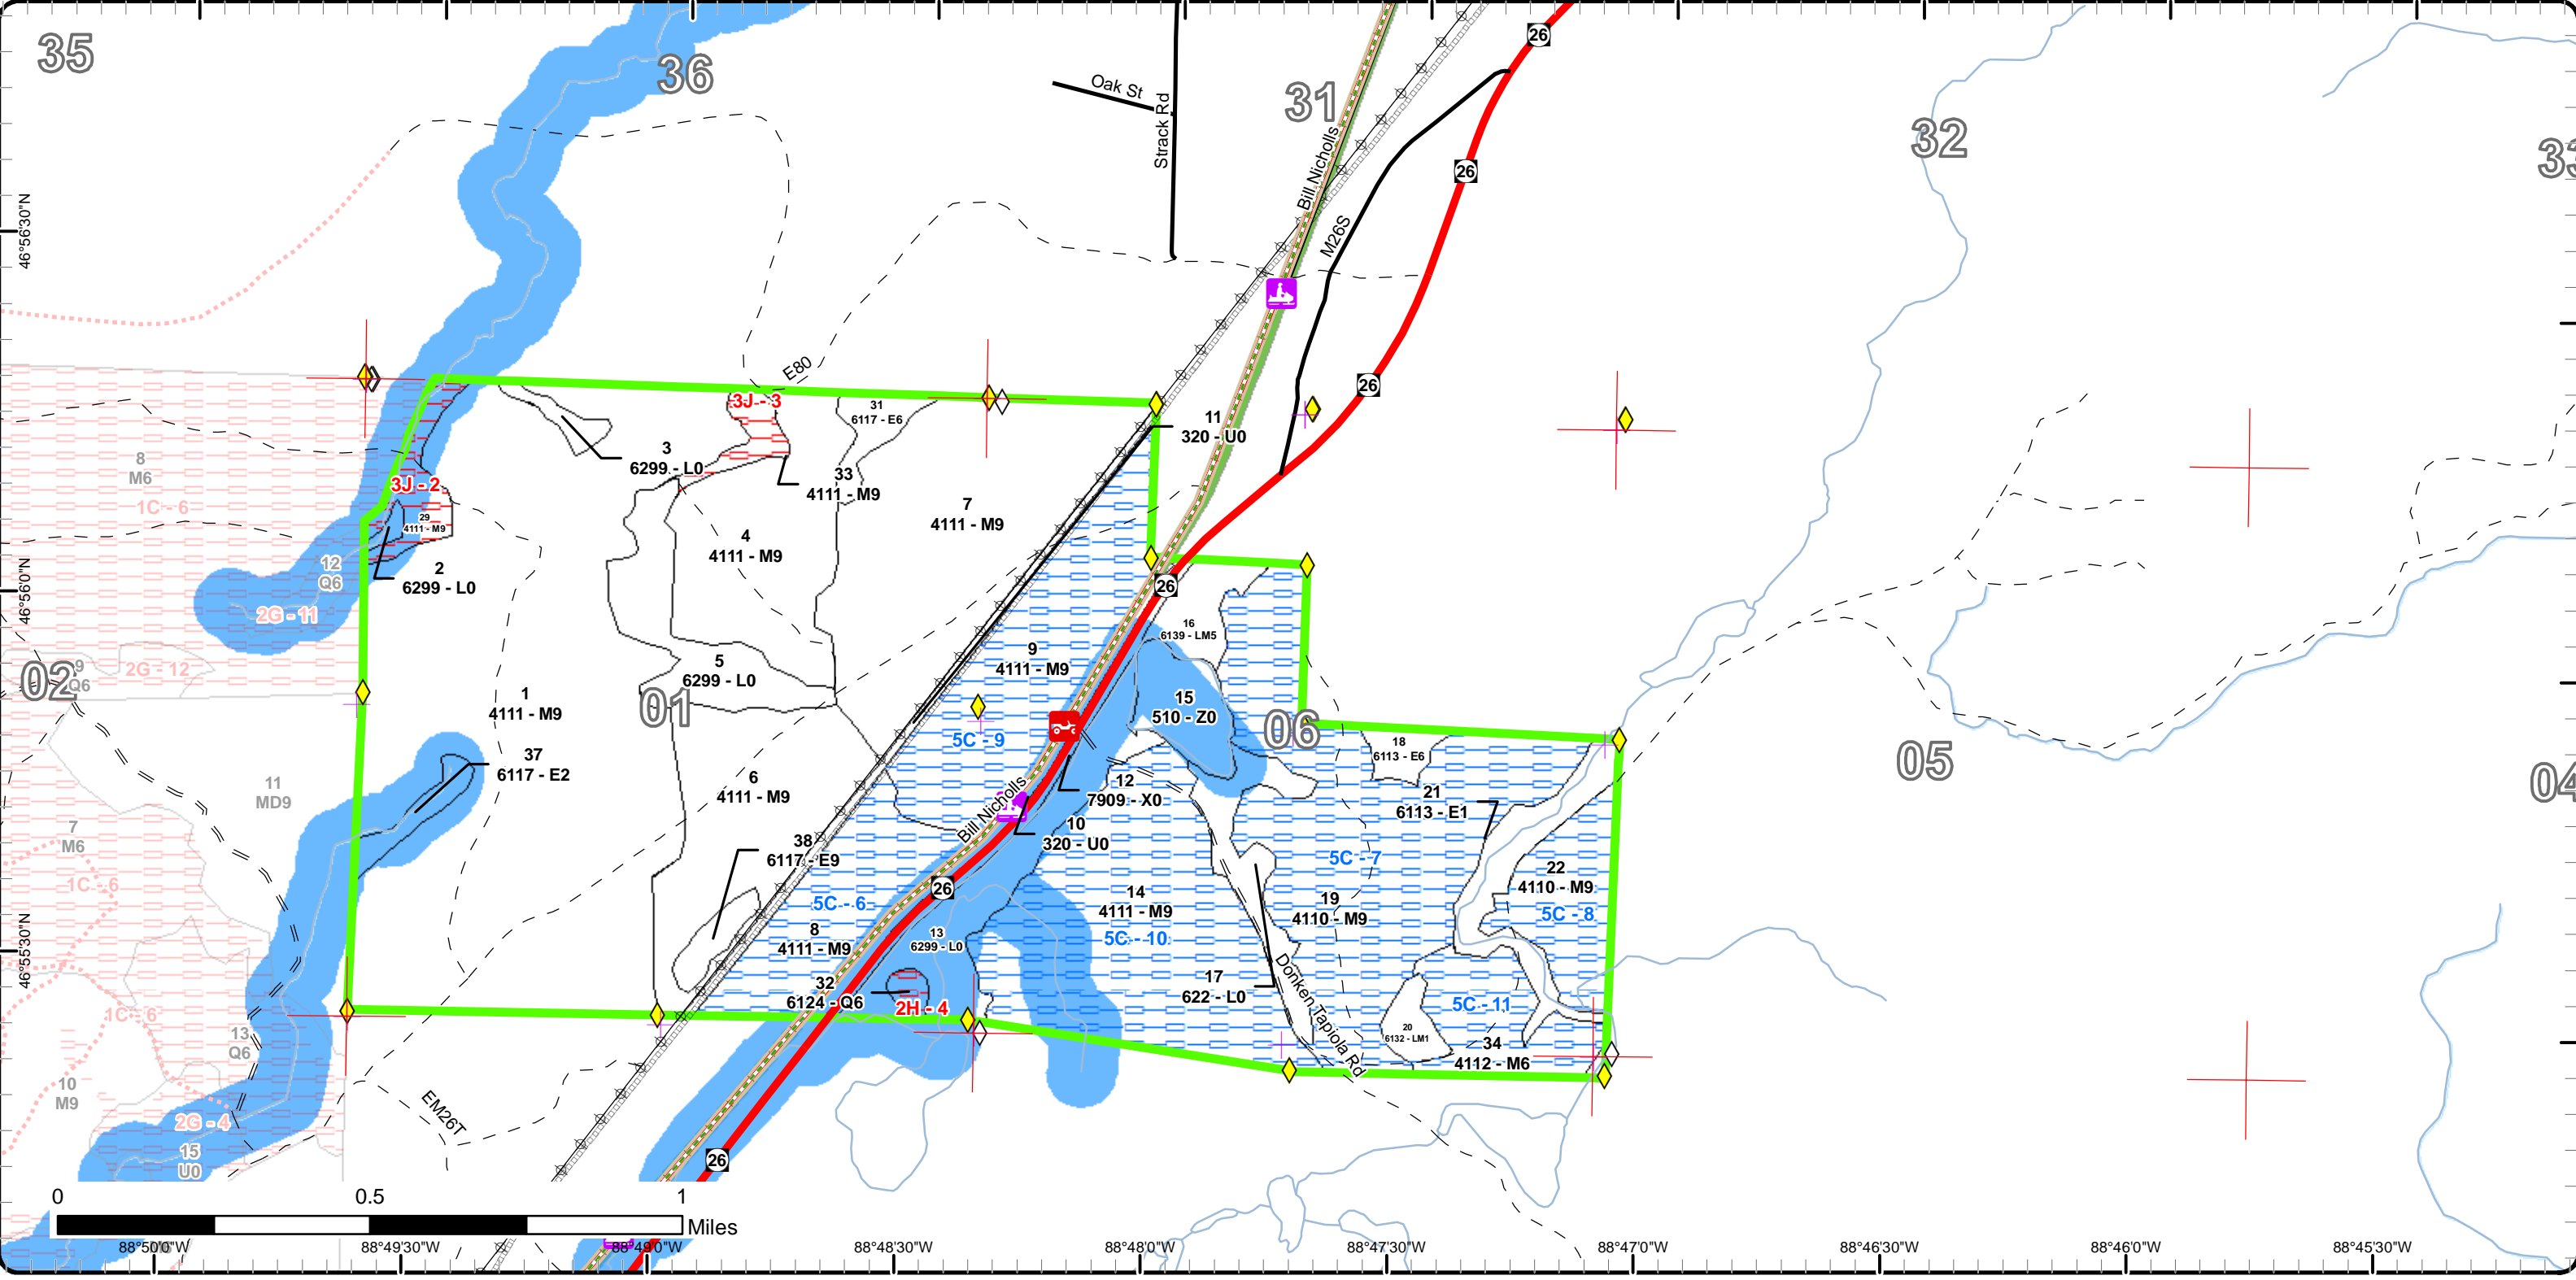 35
36
31
32
33
26
Oak St
Strack Rd
Bill Nicholls
26
M26S
46°56'30"N
E80
26
3J - 3
31
6117 - E6
11
320 - U0
3
6299 - L0
8
M6
1C - 6
3J - 2
33
4111 - M9
7
4111 - M9
29
4111 - M9
4
4111 - M9
12
Q6
2
6299 - L0
26
46°56'0"N
2G - 11
16
6139 - LM5
9
4111 - M9
02
9
Q6
2G - 12
5
6299 - L0
1
4111 - M9
01
15
510 - Z0
06
5C - 9
18
6113 - E6
05
04
37
6117 - E2
11
MD9
6
4111 - M9
12
7909 - X0
21
6113 - E1
Bill Nicholls
10
320 - U0
7
M6
38
6117 - E9
5C - 7
1C - 6
26
5C - 6
14
4111 - M9
19
4110 - M9
22
4110 - M9
5C - 8
8
4111 - M9
13
6299 - L0
5C - 10
46°55'30"N
32
6124 - Q6
2H - 4
17
622 - L0
Donken Tapiola Rd
5C - 11
1C - 6
13
Q6
20
6132 - LM1
34
4112 - M6
10
M9
EM26T
2G - 4
15
U0
26
0
0.5
1
Miles
88°50'0"W
88°49'30"W
88°49'0"W
88°48'30"W
88°48'0"W
88°47'30"W
88°47'0"W
88°46'30"W
88°46'0"W
88°45'30"W